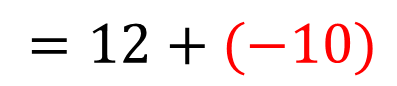 = 12 + (−10)